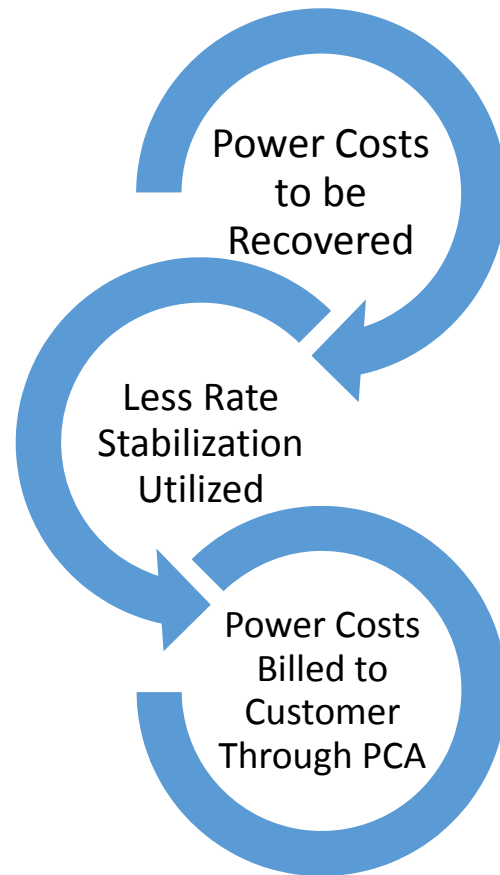 Power Costs
to be
Recovered
Less Rate
Stabilization
Utilized
Power Costs
Billed to
Customer
Through PCA